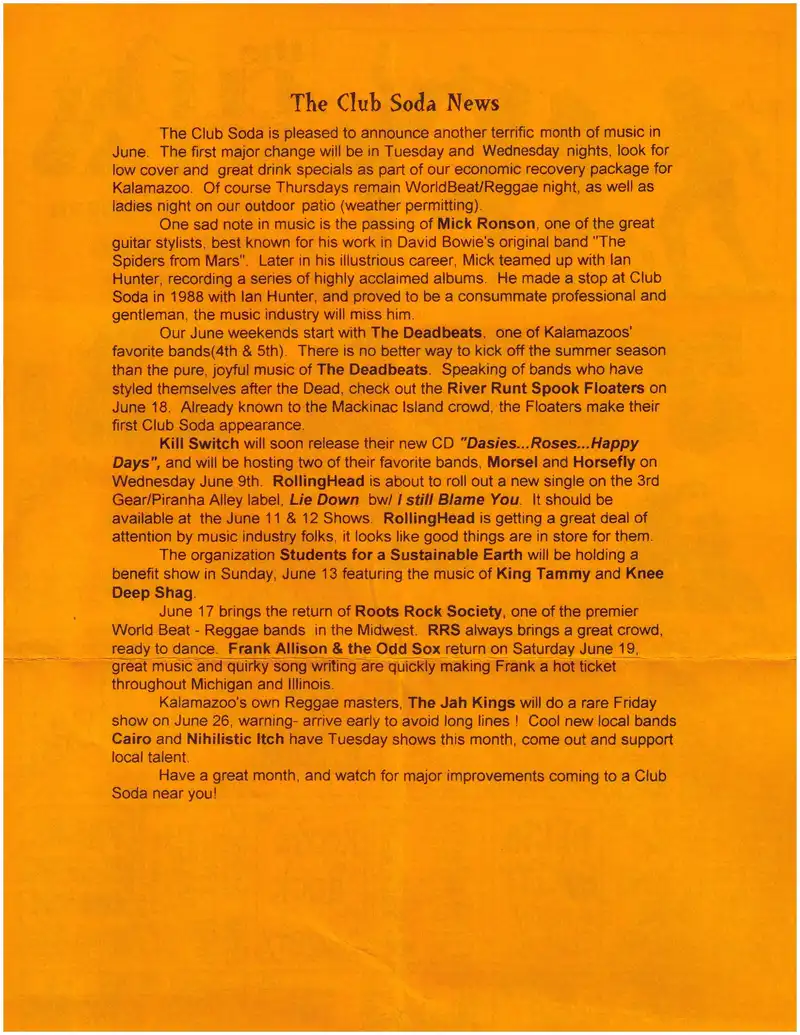 The Club Soda News
The Club Soda is pleased to announce another terrific month of music in
June. The first major change will be in Tuesday and Wednesday nights, look for
low cover and great drink specials as part of our economic recovery package for
Kalamazoo. Of course Thursdays remain WorldBeat/Reggae night, as well as
ladies night on our outdoor patio (weather permitting).
One sad note in music is the passing of Mick Ronson, one of the great
guitar stylists, best known for his work in David Bowie's original band "The
Spiders from Mars". Later in his illustrious career, Mick teamed up with Ian
Hunter, recording a series of highly acclaimed albums. He made a stop at Club
Soda in 1988 with Ian Hunter, and proved to be a consummate professional and
gentleman, the music industry will miss him.
Our June weekends start with The Deadbeats, one of Kalamazoos'
favorite bands(4th & 5th). There is no better way to kick off the summer season
than the pure, joyful music of The Deadbeats. Speaking of bands who have
styled themselves after the Dead, check out the River Runt Spook Floaters on
June 18. Already known to the Mackinac Island crowd, the Floaters make their
first Club Soda appearance.
Kill Switch will soon release their new CD "Dasies...Roses...Happy
Days", and will be hosting two of their favorite bands, Morsel and Horsefly on
Wednesday June 9th. RollingHead is about to roll out a new single on the 3rd
Gear/Piranha Alley label, Lie Down bw/ I still Blame You. It should be
available at the June 11 & 12 Shows. RollingHead is getting a great deal of
attention by music industry folks, it looks like good things are in store for them.
The organization Students for a Sustainable Earth will be holding a
benefit show in Sunday, June 13 featuring the music of King Tammy and Knee
Deep Shag.
June 17 brings the return of Roots Rock Society, one of the premier
World Beat - Reggae bands in the Midwest. RRS always brings a great crowd,
ready to dance. Frank Allison & the Odd Sox return on Saturday June 19,
great music and quirky song writing are quickly making Frank a hot ticket
throughout Michigan and Illinois.
Kalamazoo's own Reggae masters, The Jah Kings will do a rare Friday
show on June 26, warning- arrive early to avoid long lines ! Cool new local bands
Cairo and Nihilistic Itch have Tuesday shows this month, come out and support
local talent.
Have a great month, and watch for major improvements coming to a Club
Soda near you!